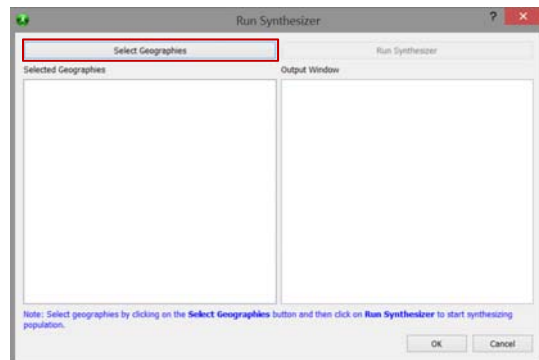 Run Synthesizer
?
Select Geographies
Run Synthesizer
Selected Geographies
Output Window
Note: Select geographies by clicking on the Select Geographies button and then click on Run Synthesizer to start synthesizing
population.
OK
Cancel